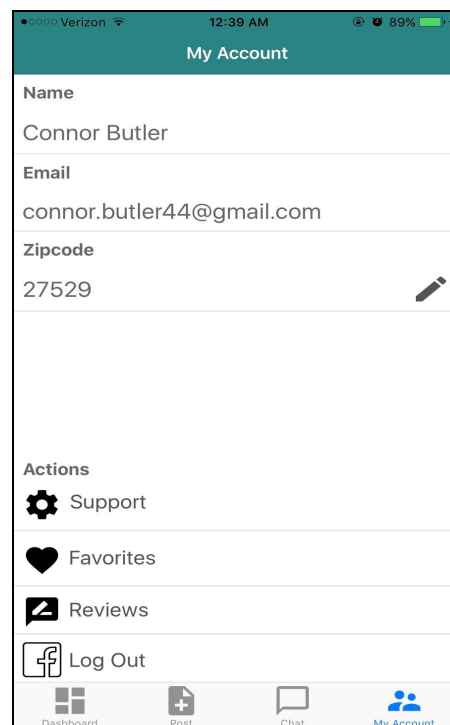 Verizon 12:39 AM 89%
My Account
Name
Connor Butler
Email
connor.butler44@gmail.com
Zipcode
27529
Actions
Support
Favorites
Reviews
Log Out
Dashboard Post Chat My Account